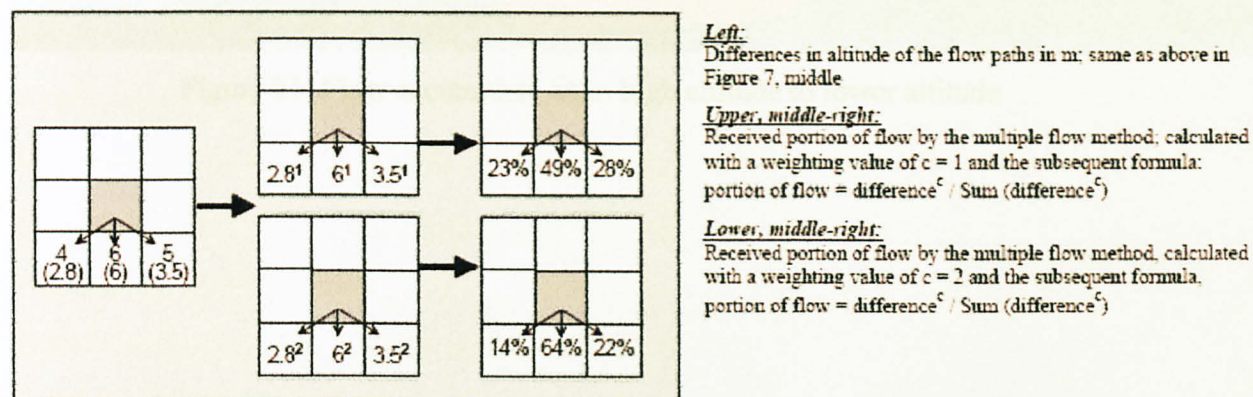 2.8¹ 6¹ 3.5¹
23% 49% 28%
4 6 5
(2.8) (6) (3.5)
2.8² 6² 3.5²
14% 64% 22%
Left:
Differences in altitude of the flow paths in m; same as above in
Figure 7, middle
Upper, middle-right:
Received portion of flow by the multiple flow method, calculated
with a weighting value of c = 1 and the subsequent formula:
portion of flow = difference^c / Sum (difference^c)
Lower, middle-right:
Received portion of flow by the multiple flow method, calculated
with a weighting value of c = 2 and the subsequent formula,
portion of flow = difference^c / Sum (difference^c)